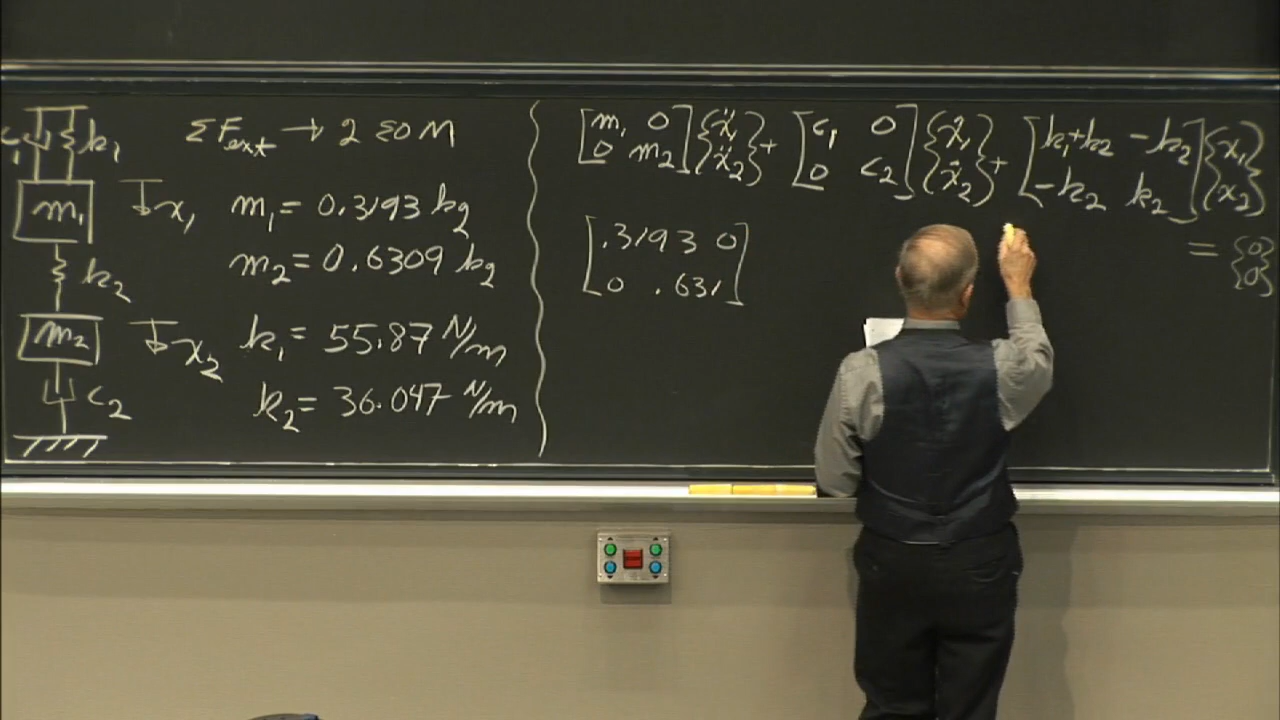 c₁ k₁
m₁ x₁
k₂
m₂ x₂
c₂
ΣF_ext → 2 EOM
m₁ = 0.3193 kg
m₂ = 0.6309 kg
k₁ = 55.87 N/m
k₂ = 36.047 N/m
[m₁ 0] {ẍ₁} + [c₁ 0] {ẋ₁} + [k₁+k₂ -k₂] {x₁}
[0 m₂] {ẍ₂} [0 c₂] {ẋ₂} [-k₂ k₂] {x₂}
= {0}
{0}
[.3193 0]
[0 .631]